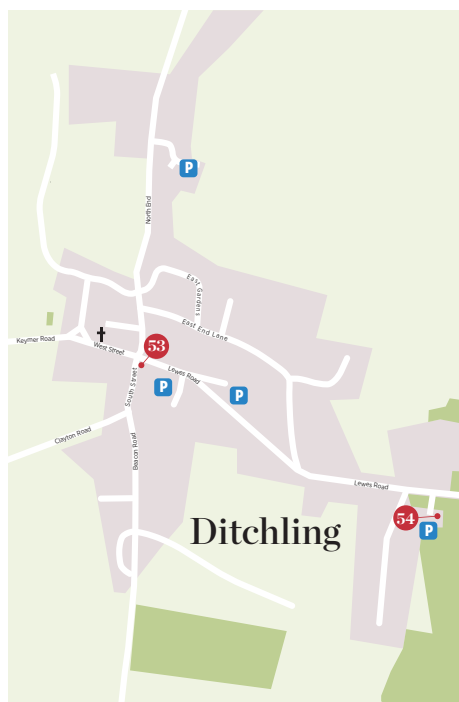 P
North End
East Gardens
East End Lane
Keymer Road
West Street
53
Lewes Road
South Street
P
P
Clayton Road
Beacon Road
Lewes Road
54
P
Ditchling